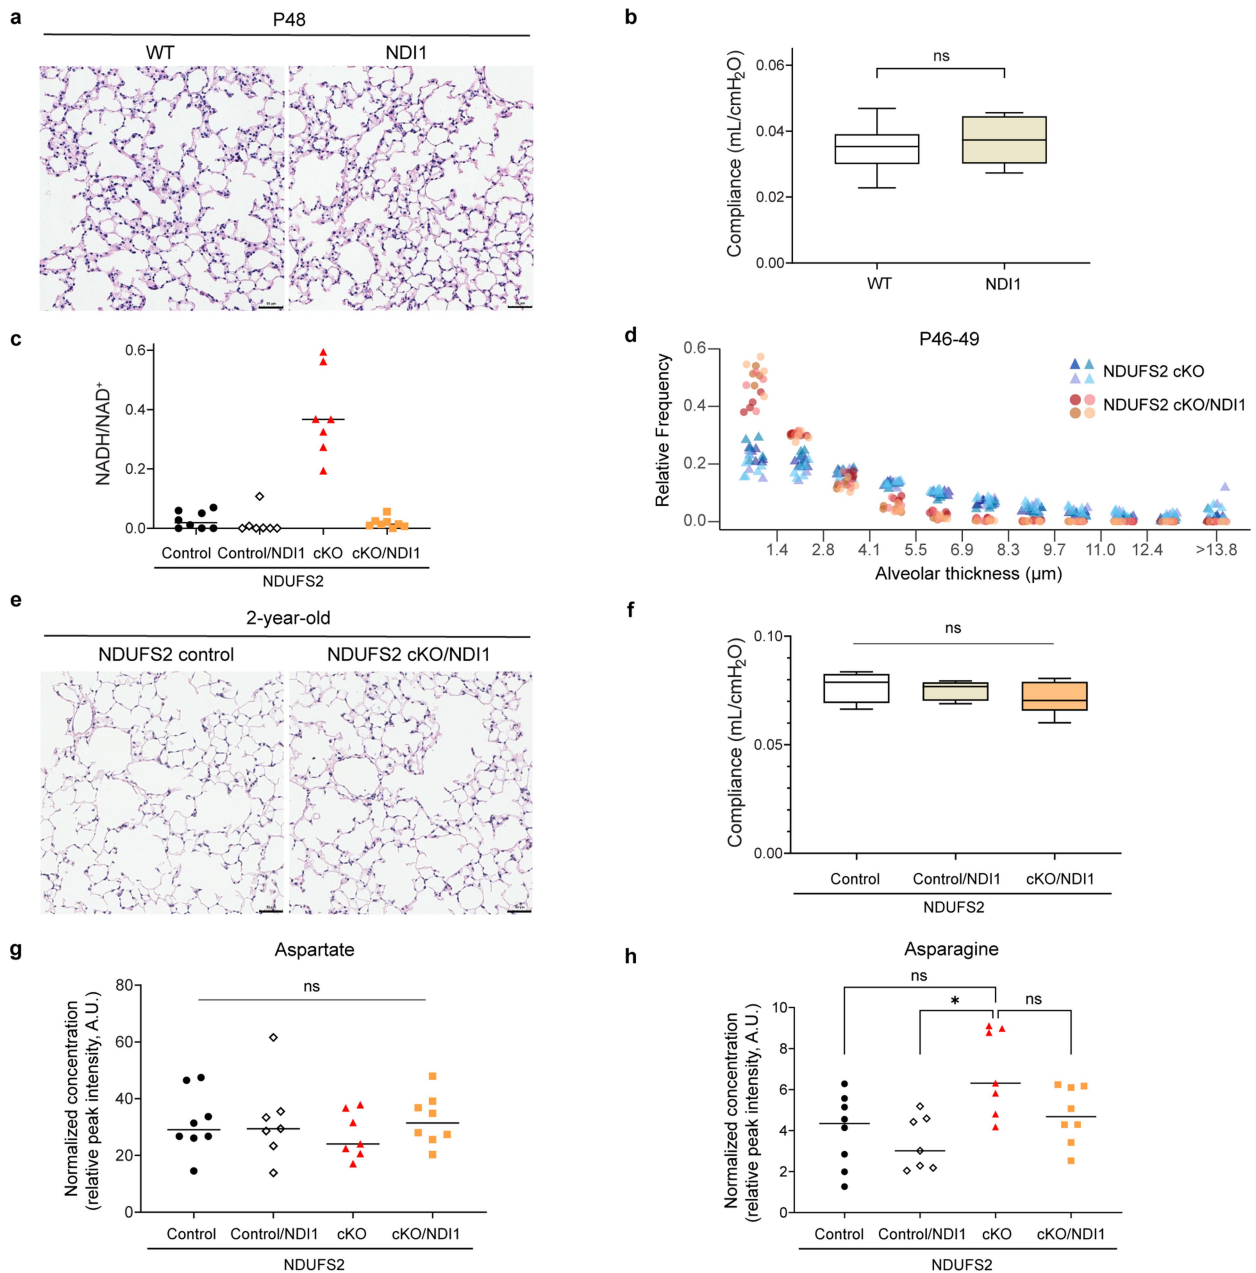 a
P48
WT
NDI1
b
Compliance (mL/cmH₂O)
0.06
0.04
0.02
0.00
ns
WT
NDI1
c
NADH/NAD⁺
0.6
0.4
0.2
0.0
Control
Control/NDI1
cKO
cKO/NDI1
NDUFS2
d
P46-49
Relative Frequency
0.6
0.4
0.2
0.0
NDUFS2 cKO
NDUFS2 cKO/NDI1
1.4 2.8 4.1 5.5 6.9 8.3 9.7 11.0 12.4 >13.8
Alveolar thickness (µm)
e
2-year-old
NDUFS2 control
NDUFS2 cKO/NDI1
f
Compliance (mL/cmH₂O)
0.10
0.05
0.00
ns
Control
Control/NDI1
cKO/NDI1
NDUFS2
g
Aspartate
Normalized concentration
(relative peak intensity, A.U.)
80
60
40
20
0
ns
Control
Control/NDI1
cKO
cKO/NDI1
NDUFS2
h
Asparagine
Normalized concentration
(relative peak intensity, A.U.)
10
8
6
4
2
0
ns
*
ns
Control
Control/NDI1
cKO
cKO/NDI1
NDUFS2